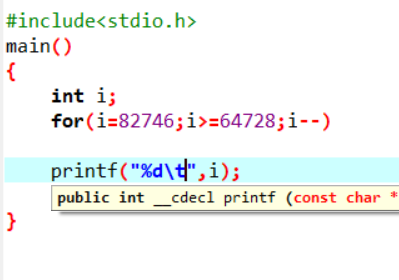 #include<stdio.h>
main()
{
int i;
for(i=82746;i>=64728;i--)
printf("%d\t",i);
public int __cdecl printf (const char *
}